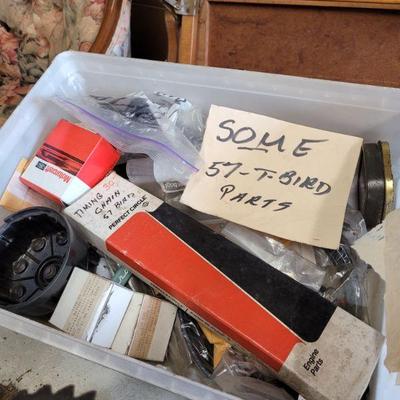 SOME
57-T-BIRD
PARTS
Motorcraft
TIMING
CHAIN
57 BIRD
PERFECT CIRCLE
Engine
Parts